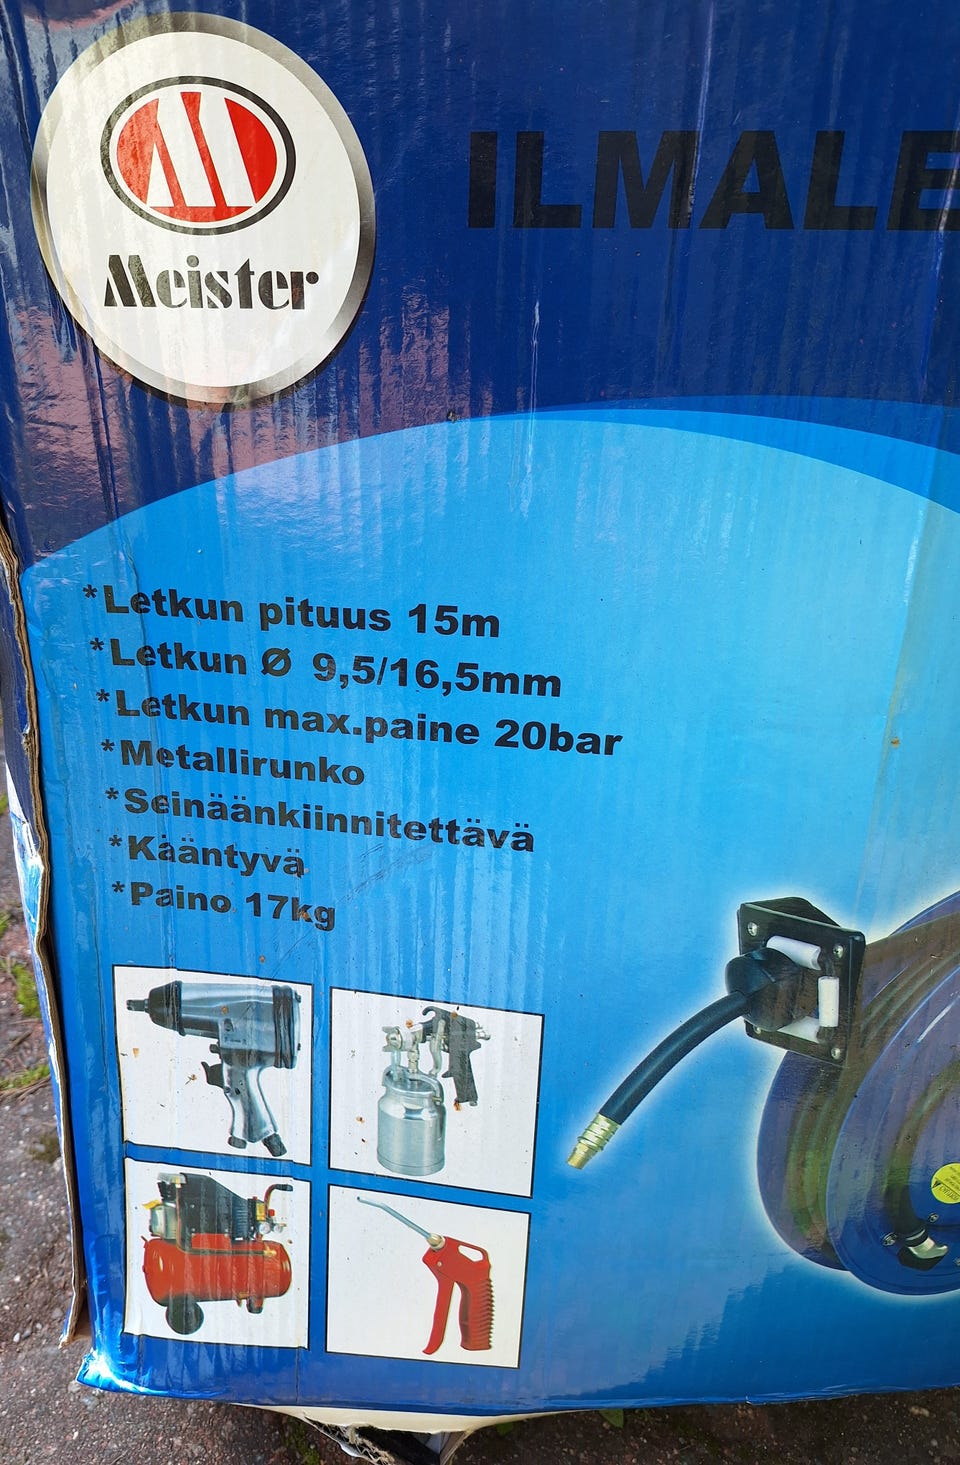 Meister
ILMALE
*Letkun pituus 15m
*Letkun Ø 9,5/16,5mm
*Letkun max.paine 20bar
*Metallirunko
*Seinäänkiinnitettävä
*Kääntyvä
*Paino 17kg